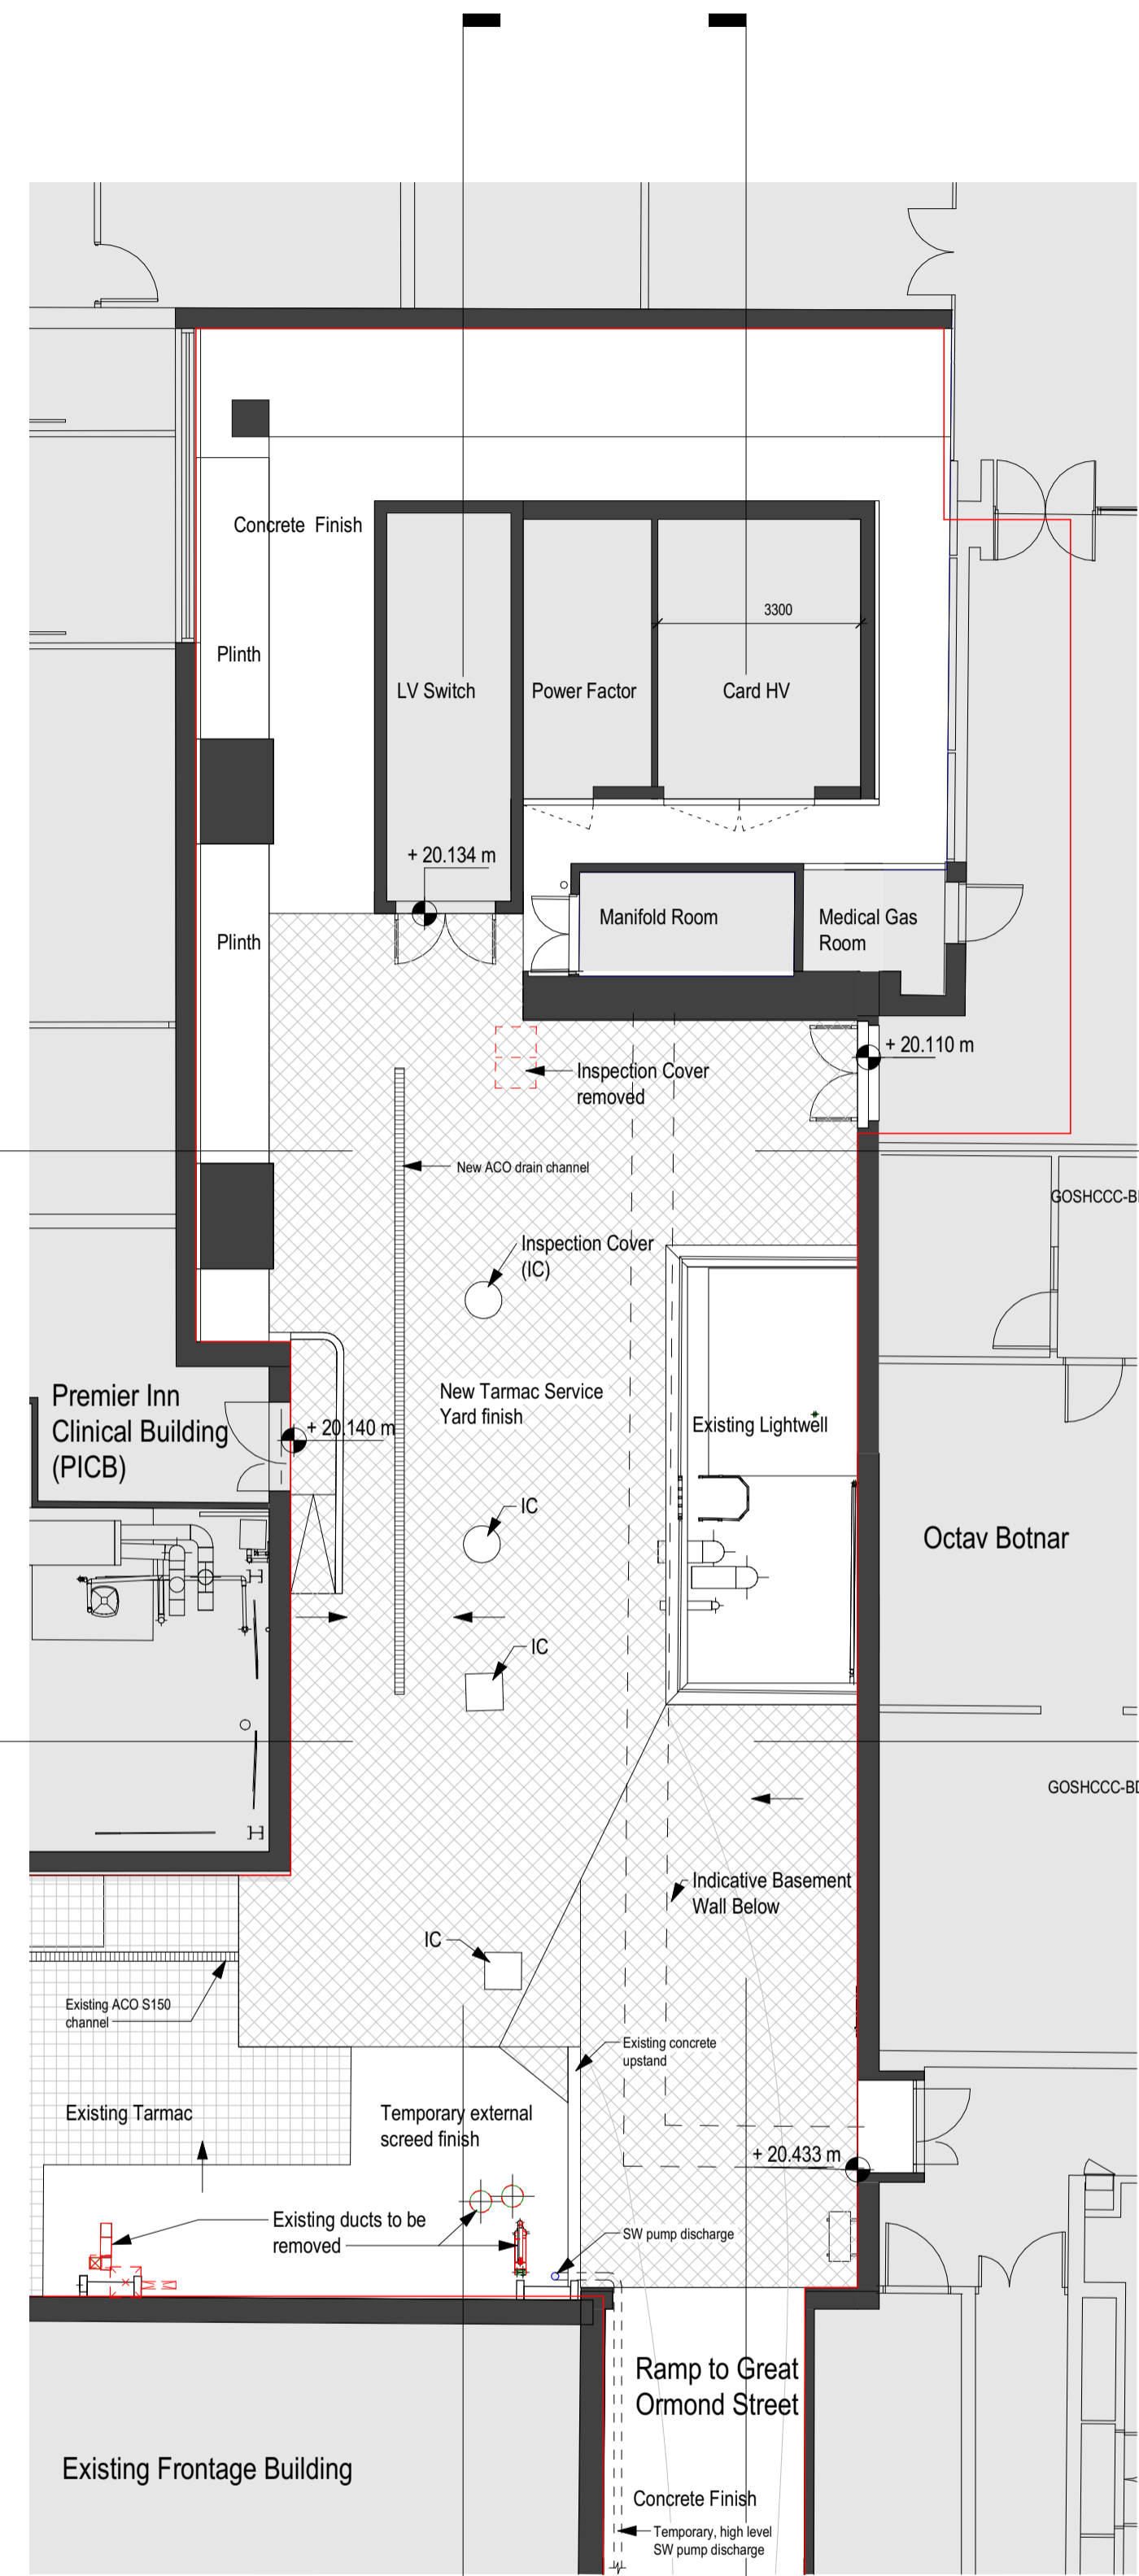 Concrete Finish
3300
Plinth
LV Switch
Power Factor
Card HV
+ 20.134 m
Manifold Room
Medical Gas
Room
Plinth
+ 20.110 m
Inspection Cover
removed
New ACO drain channel
GOSHCCC-B
Inspection Cover
(IC)
Premier Inn
Clinical Building
(PICB)
New Tarmac Service
Yard finish
+ 20.140 m
Existing Lightwell
IC
Octav Botnar
IC
GOSHCCC-BD
Indicative Basement
Wall Below
IC
Existing ACO S150
channel
Existing concrete
upstand
Existing Tarmac
Temporary external
screed finish
+ 20.433 m
Existing ducts to be
removed
SW pump discharge
Ramp to Great
Ormond Street
Existing Frontage Building
Concrete Finish
Temporary, high level
SW pump discharge